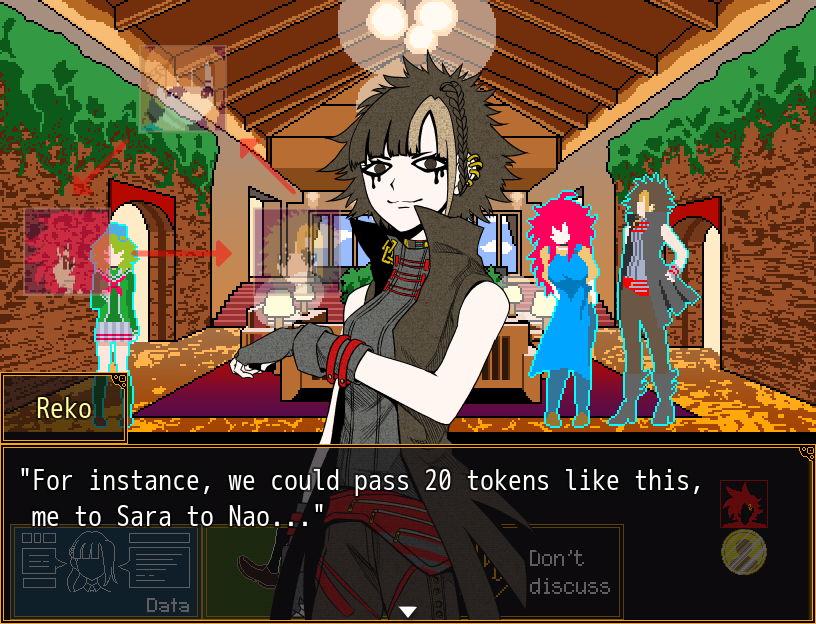 Reko
"For instance, we could pass 20 tokens like this,
me to Sara to Nao..."
Data
Don't
discuss